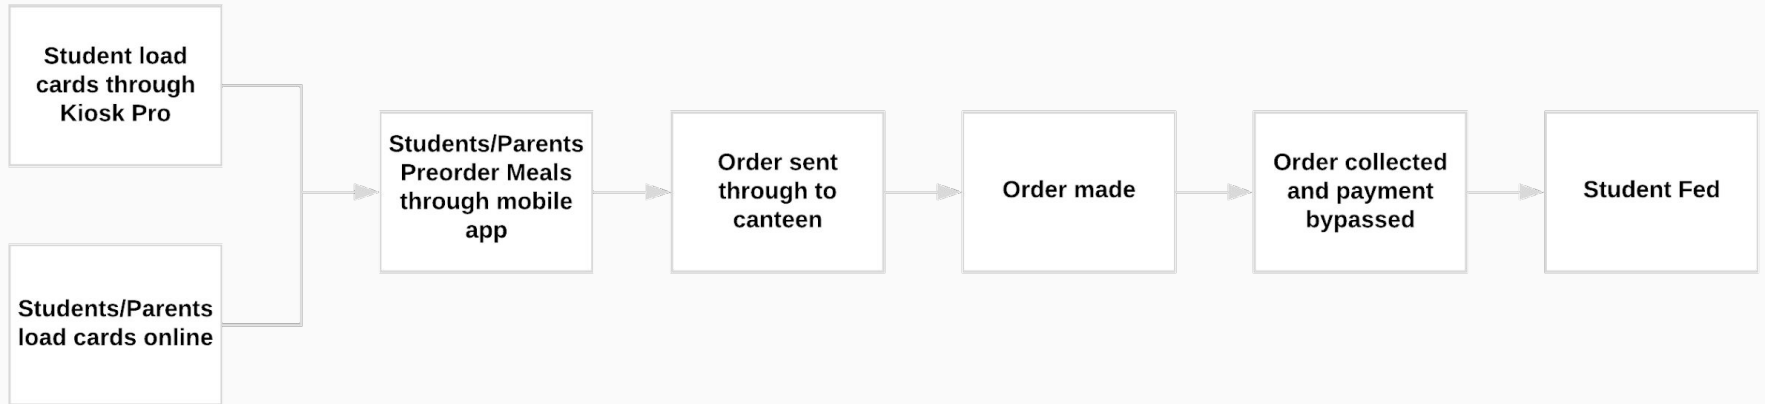 Student load
cards through
Kiosk Pro
Students/Parents
load cards online
Students/Parents
Preorder Meals
through mobile
app
Order sent
through to
canteen
Order made
Order collected
and payment
bypassed
Student Fed